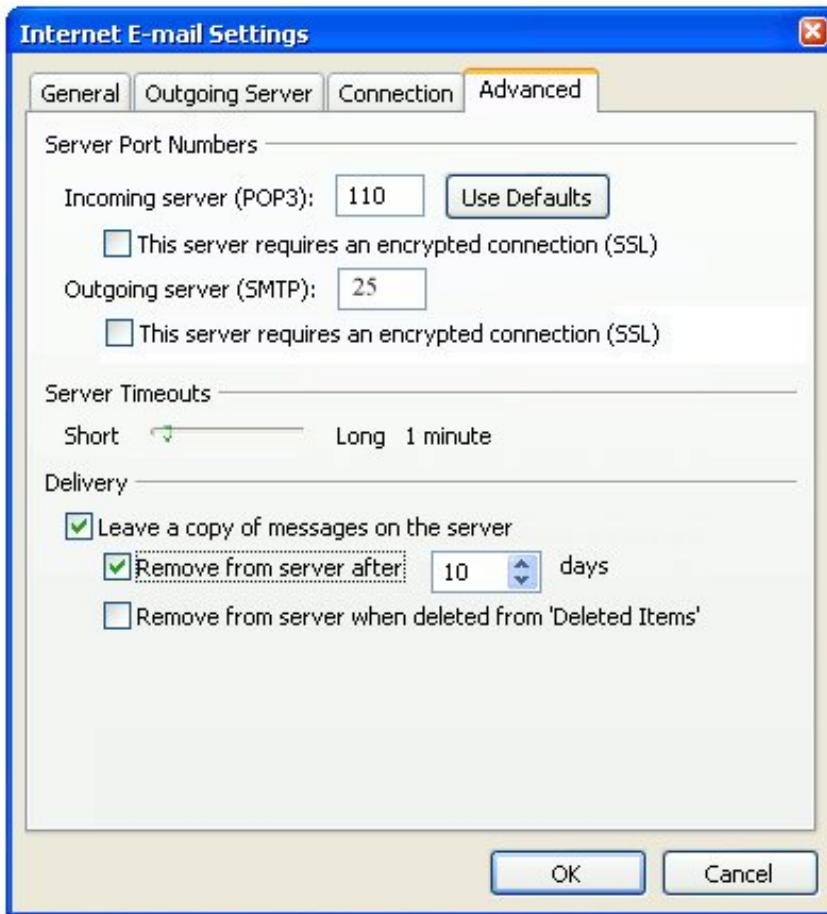 Internet E-mail Settings
General Outgoing Server Connection Advanced
Server Port Numbers
Incoming server (POP3): 110 Use Defaults
This server requires an encrypted connection (SSL)
Outgoing server (SMTP): 25
This server requires an encrypted connection (SSL)
Server Timeouts
Short Long 1 minute
Delivery
Leave a copy of messages on the server
Remove from server after 10 days
Remove from server when deleted from 'Deleted Items'
OK Cancel